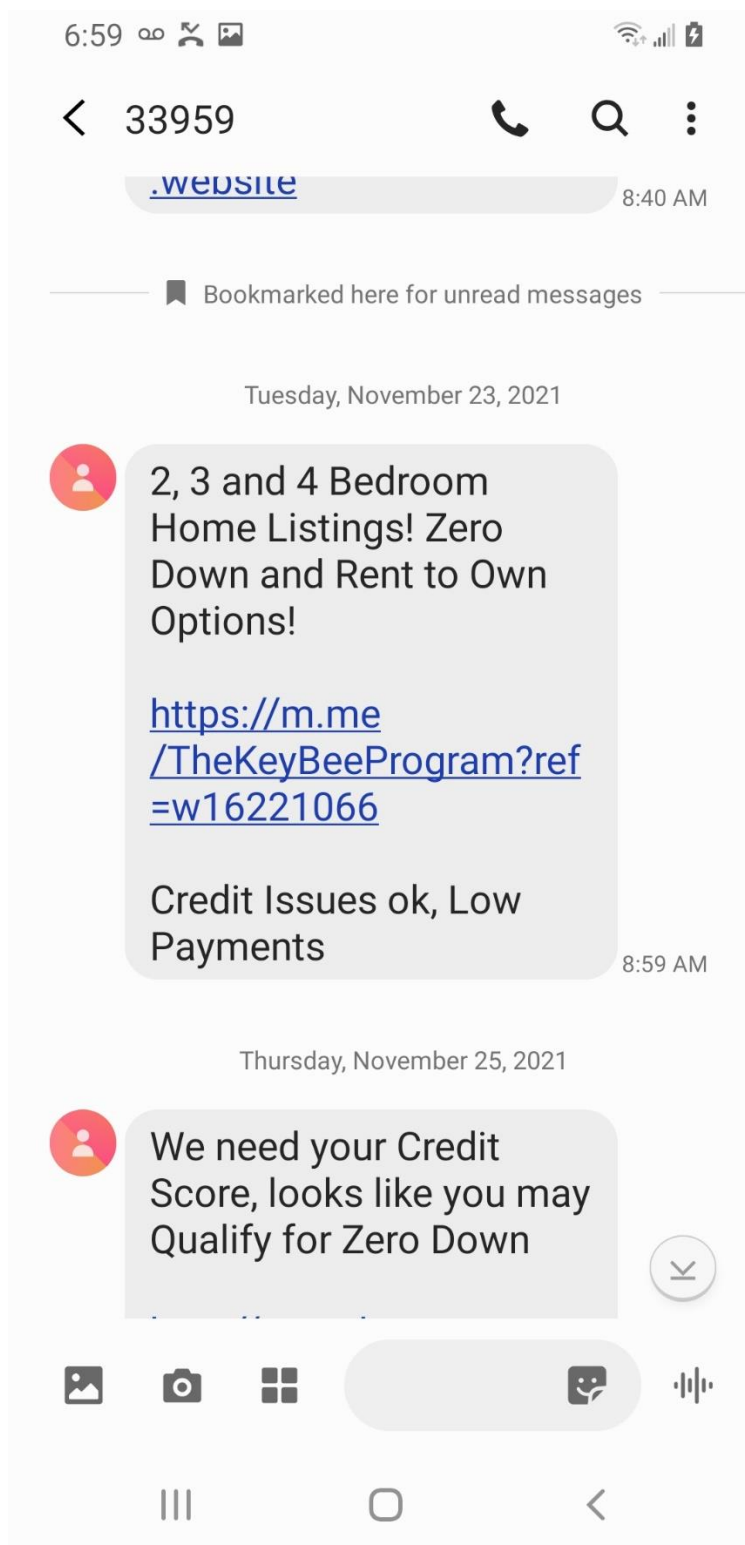 6:59
33959
.website
8:40 AM
Bookmarked here for unread messages
Tuesday, November 23, 2021
2, 3 and 4 Bedroom
Home Listings! Zero
Down and Rent to Own
Options!
https://m.me
/TheKeyBeeProgram?ref
=w16221066
Credit Issues ok, Low
Payments
8:59 AM
Thursday, November 25, 2021
We need your Credit
Score, looks like you may
Qualify for Zero Down